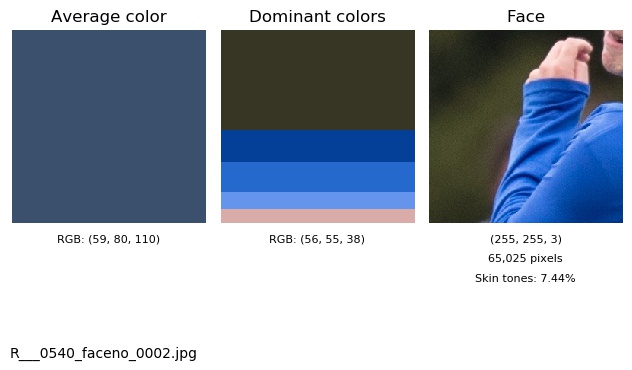 Average color
Dominant colors
Face
RGB: (59, 80, 110)
RGB: (56, 55, 38)
(255, 255, 3)
65,025 pixels
Skin tones: 7.44%
R___0540_faceno_0002.jpg